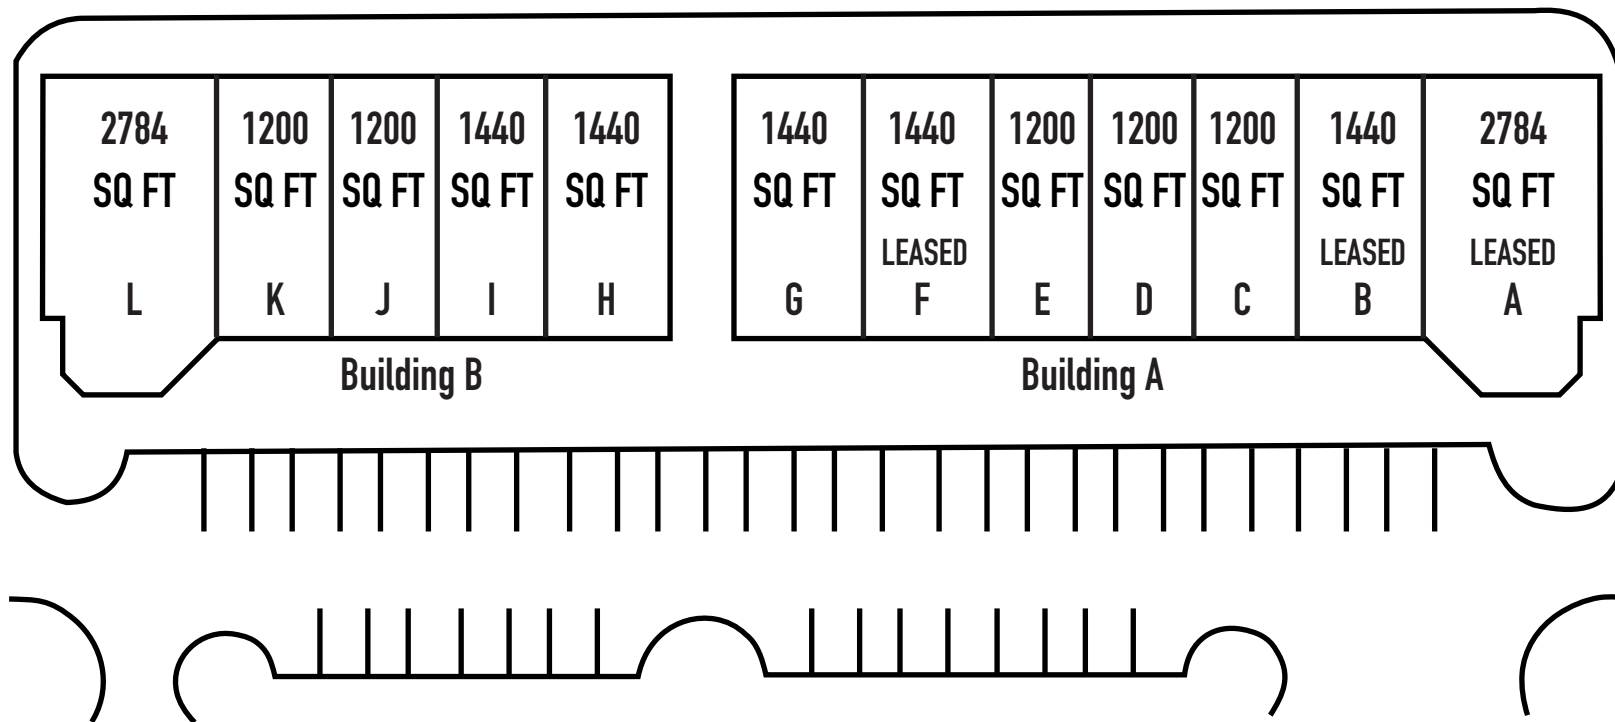 2784
SQ FT
L
1200
SQ FT
K
1200
SQ FT
J
1440
SQ FT
I
1440
SQ FT
H
Building B
1440
SQ FT
G
1440
SQ FT
LEASED
F
1200
SQ FT
E
1200
SQ FT
D
1200
SQ FT
C
1440
SQ FT
LEASED
B
2784
SQ FT
LEASED
A
Building A